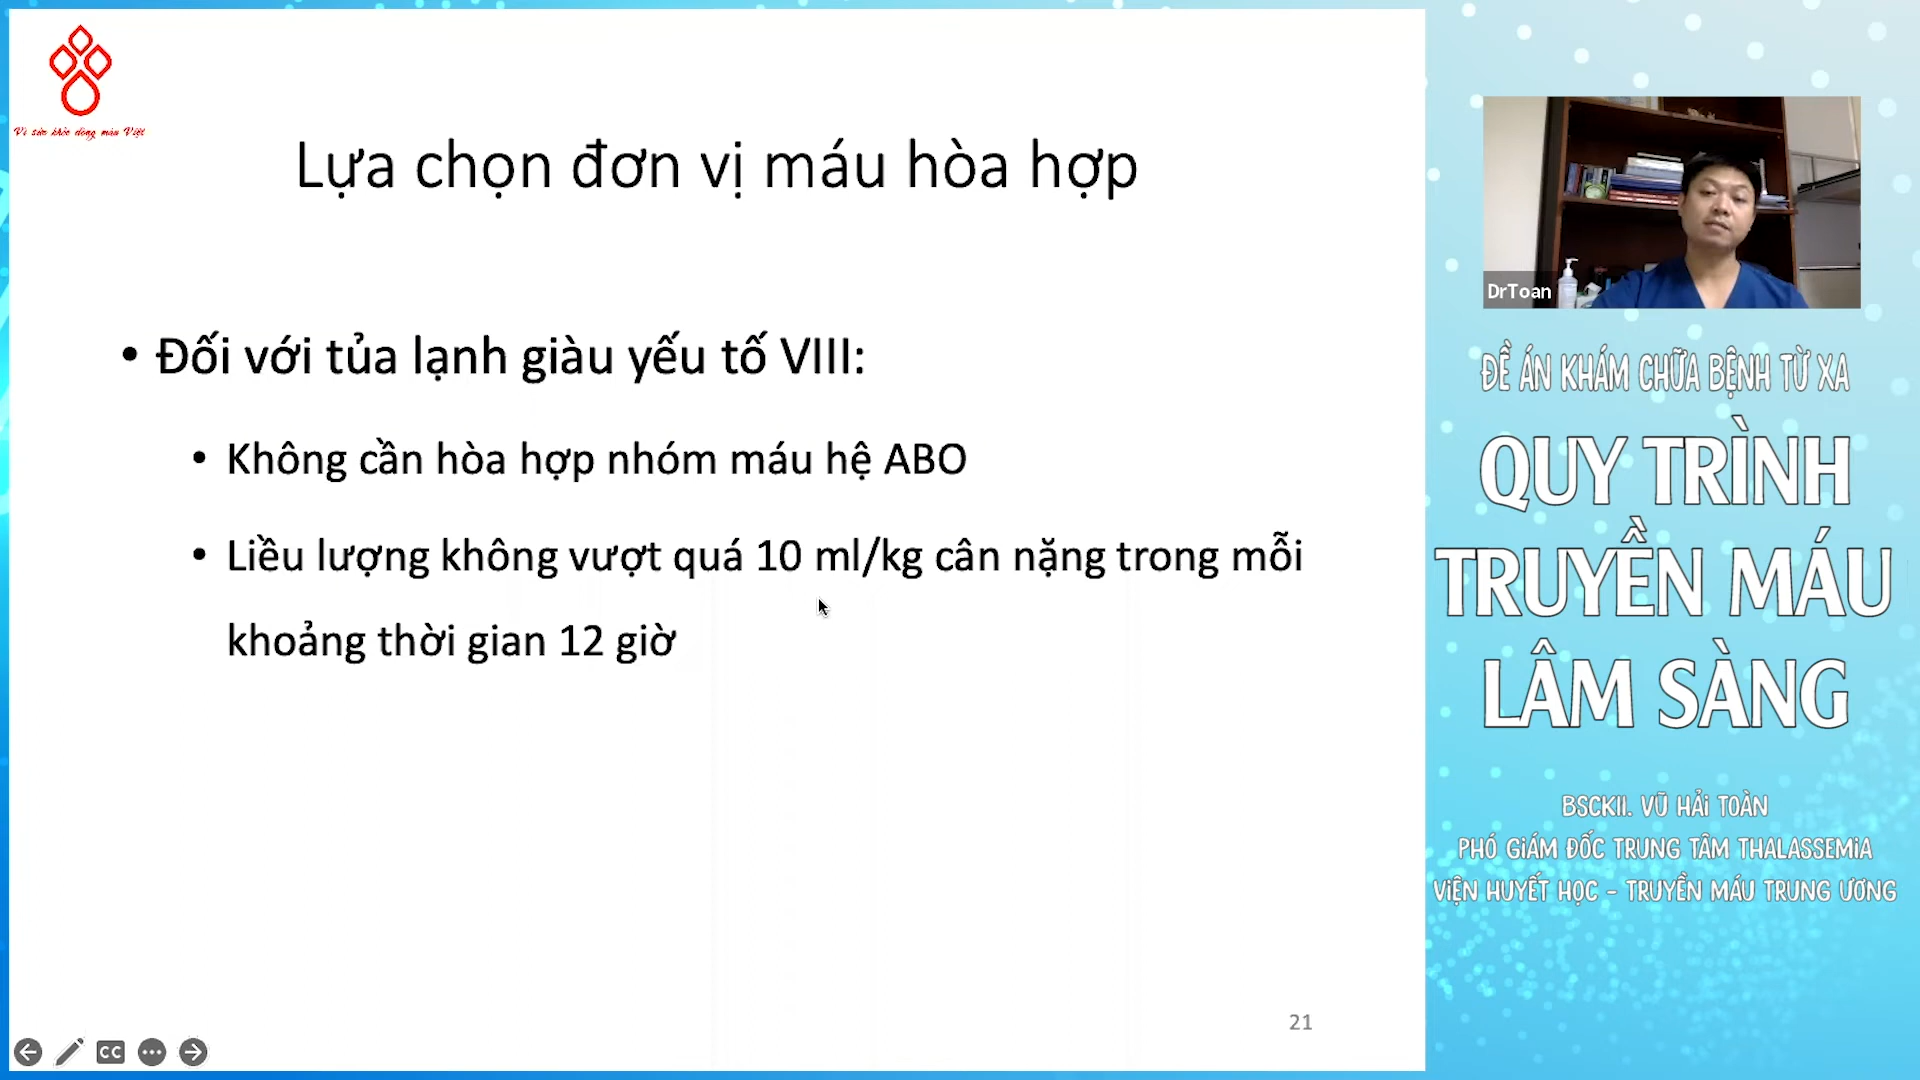 Vì sức khỏe dòng máu Việt
Lựa chọn đơn vị máu hòa hợp
• Đối với tủa lạnh giàu yếu tố VIII:
• Không cần hòa hợp nhóm máu hệ ABO
• Liều lượng không vượt quá 10 ml/kg cân nặng trong mỗi
khoảng thời gian 12 giờ
21
CC
DrToan
ĐỀ ÁN KHÁM CHỮA BỆNH TỪ XA
QUY TRÌNH
TRUYỀN MÁU
LÂM SÀNG
BSCKII. VŨ HẢI TOÀN
PHÓ GIÁM ĐỐC TRUNG TÂM THALASSEMIA
VIỆN HUYẾT HỌC - TRUYỀN MÁU TRUNG ƯƠNG